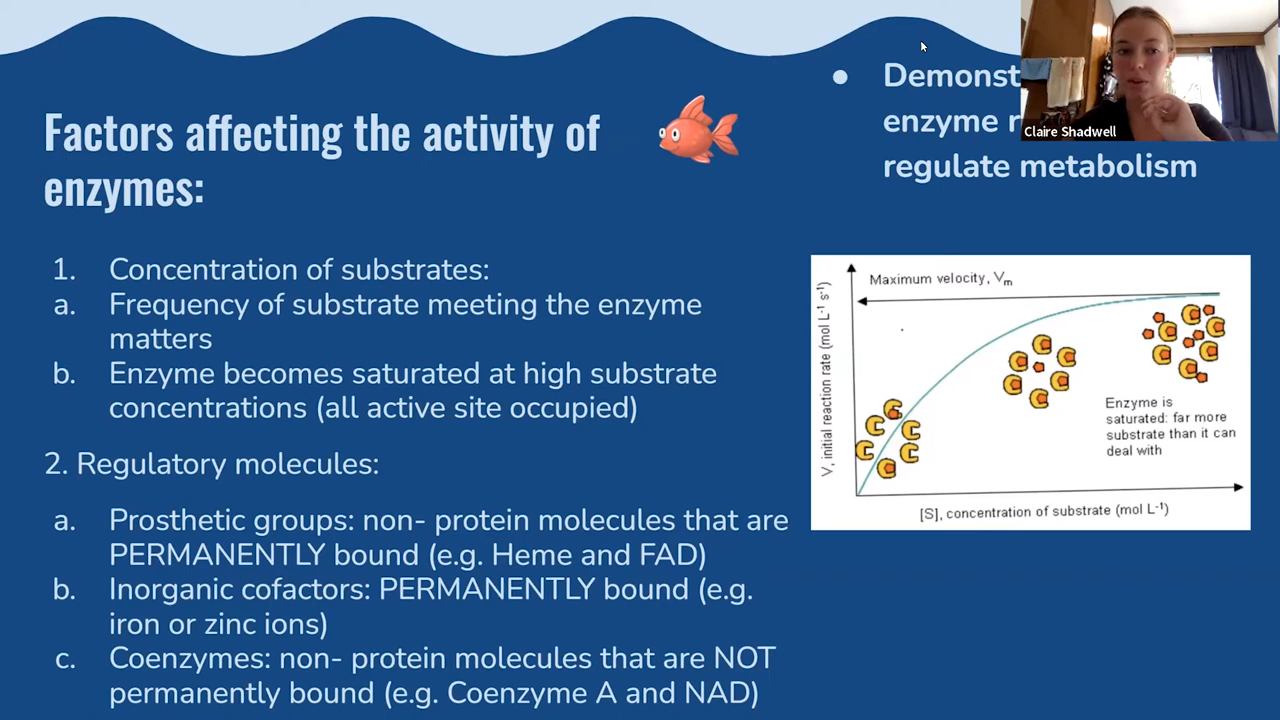 Factors affecting the activity of
enzymes:
1. Concentration of substrates:
a. Frequency of substrate meeting the enzyme
matters
b. Enzyme becomes saturated at high substrate
concentrations (all active site occupied)
2. Regulatory molecules:
a. Prosthetic groups: non- protein molecules that are
PERMANENTLY bound (e.g. Heme and FAD)
b. Inorganic cofactors: PERMANENTLY bound (e.g.
iron or zinc ions)
c. Coenzymes: non- protein molecules that are NOT
permanently bound (e.g. Coenzyme A and NAD)
●
enzyme
regulate metabolism
Claire Shadwell
Maximum velocity, Vm
V, initial reaction rate (mol L-1 s-1)
Enzyme is
saturated: far more
substrate than it can
deal with
[S], concentration of substrate (mol L-1)